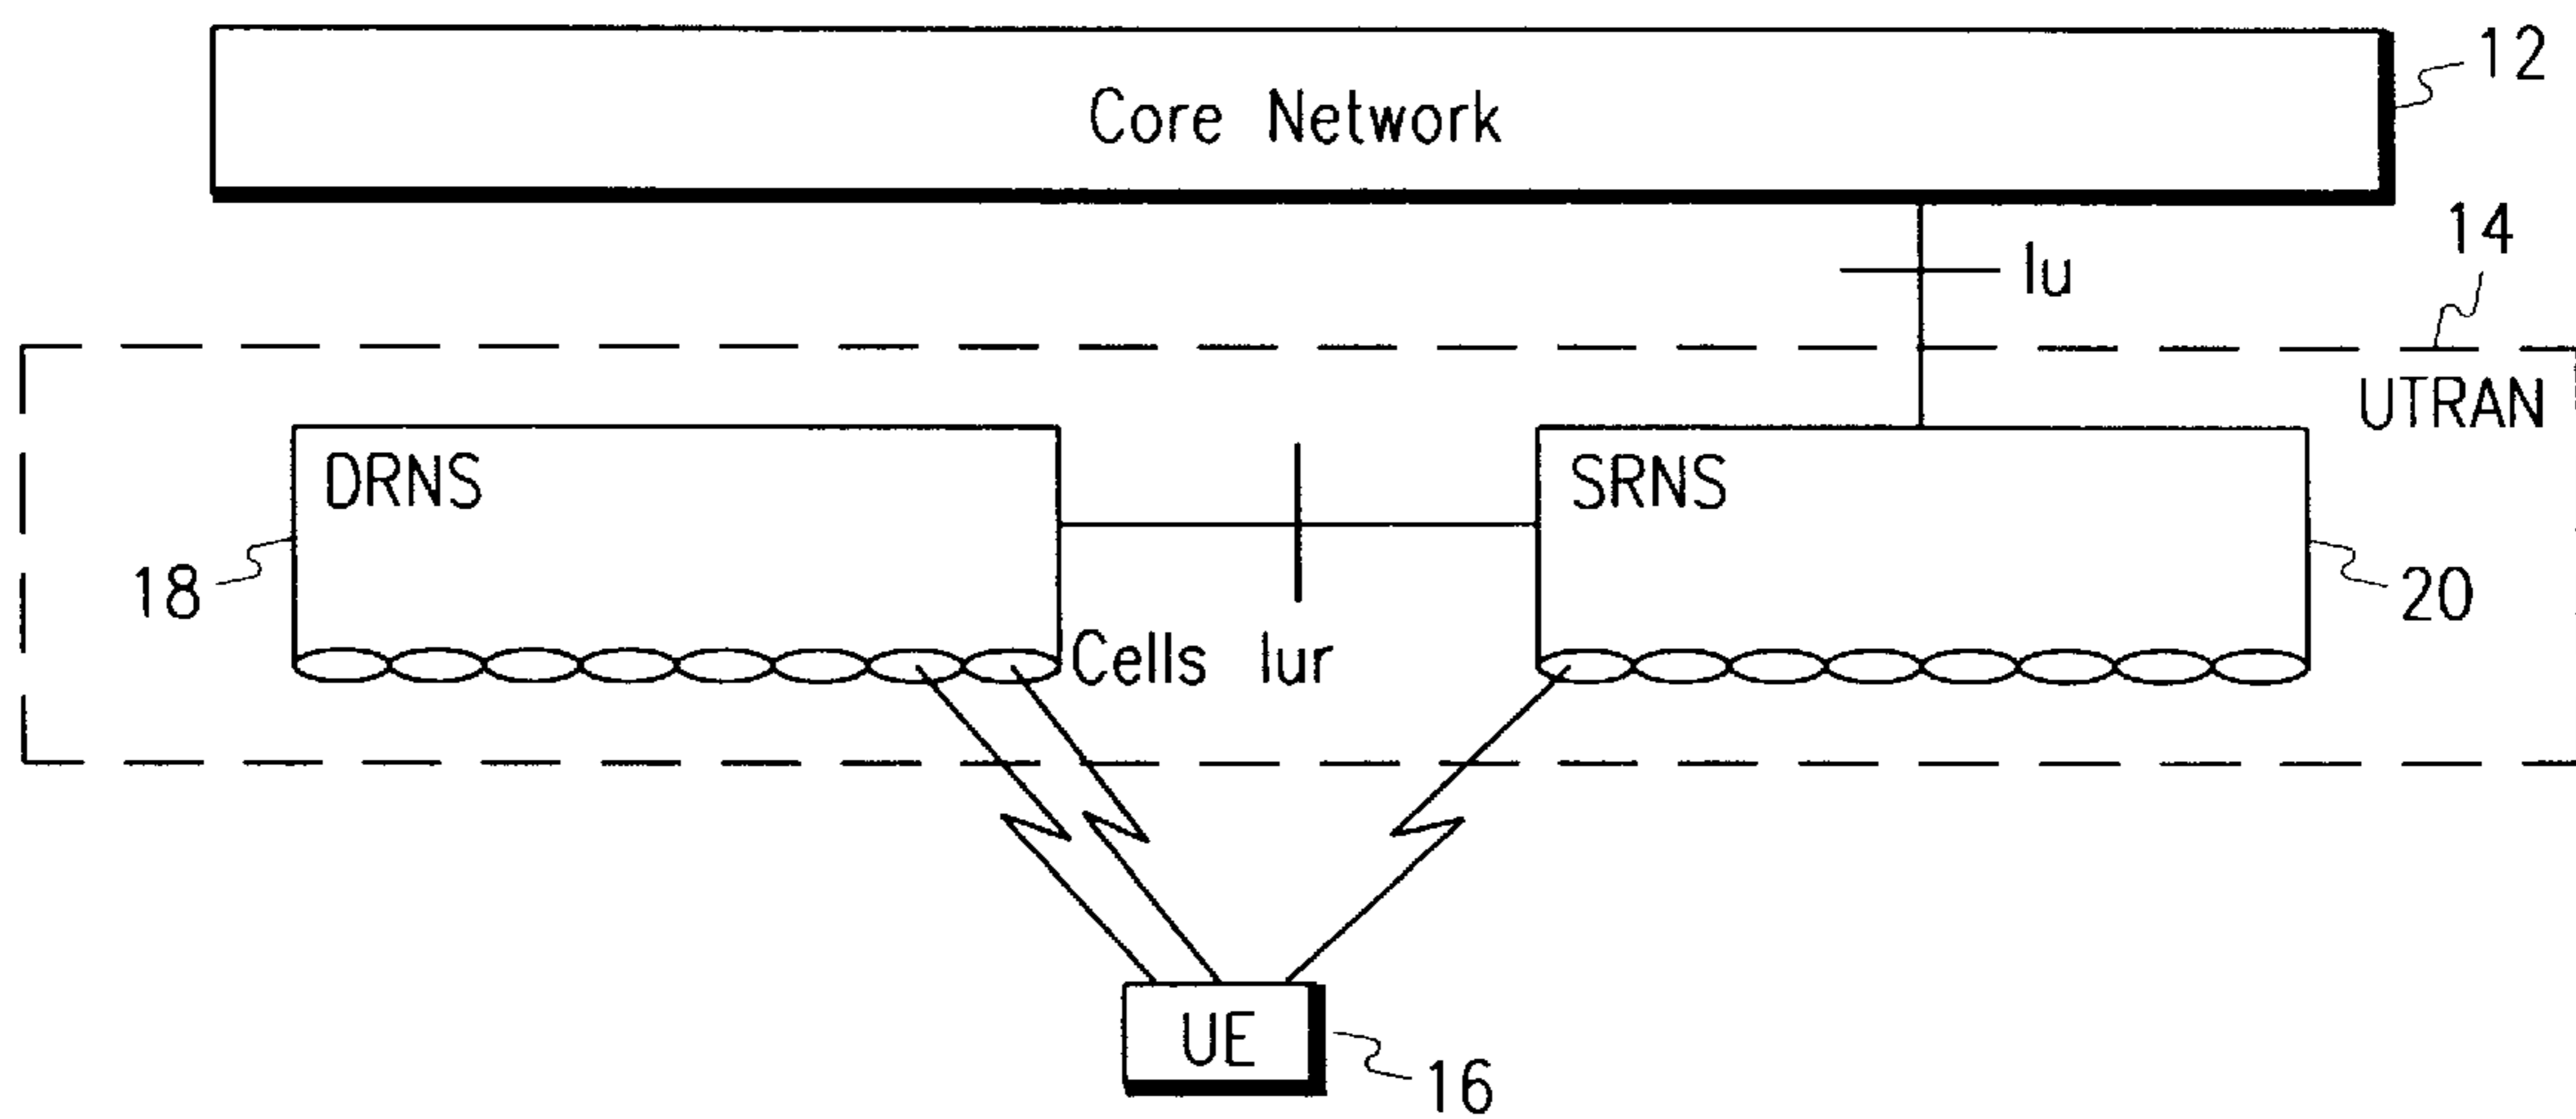 12
Core Network
14
Iu
UTRAN
DRNS
SRNS
18
20
Cells Iur
UE
16